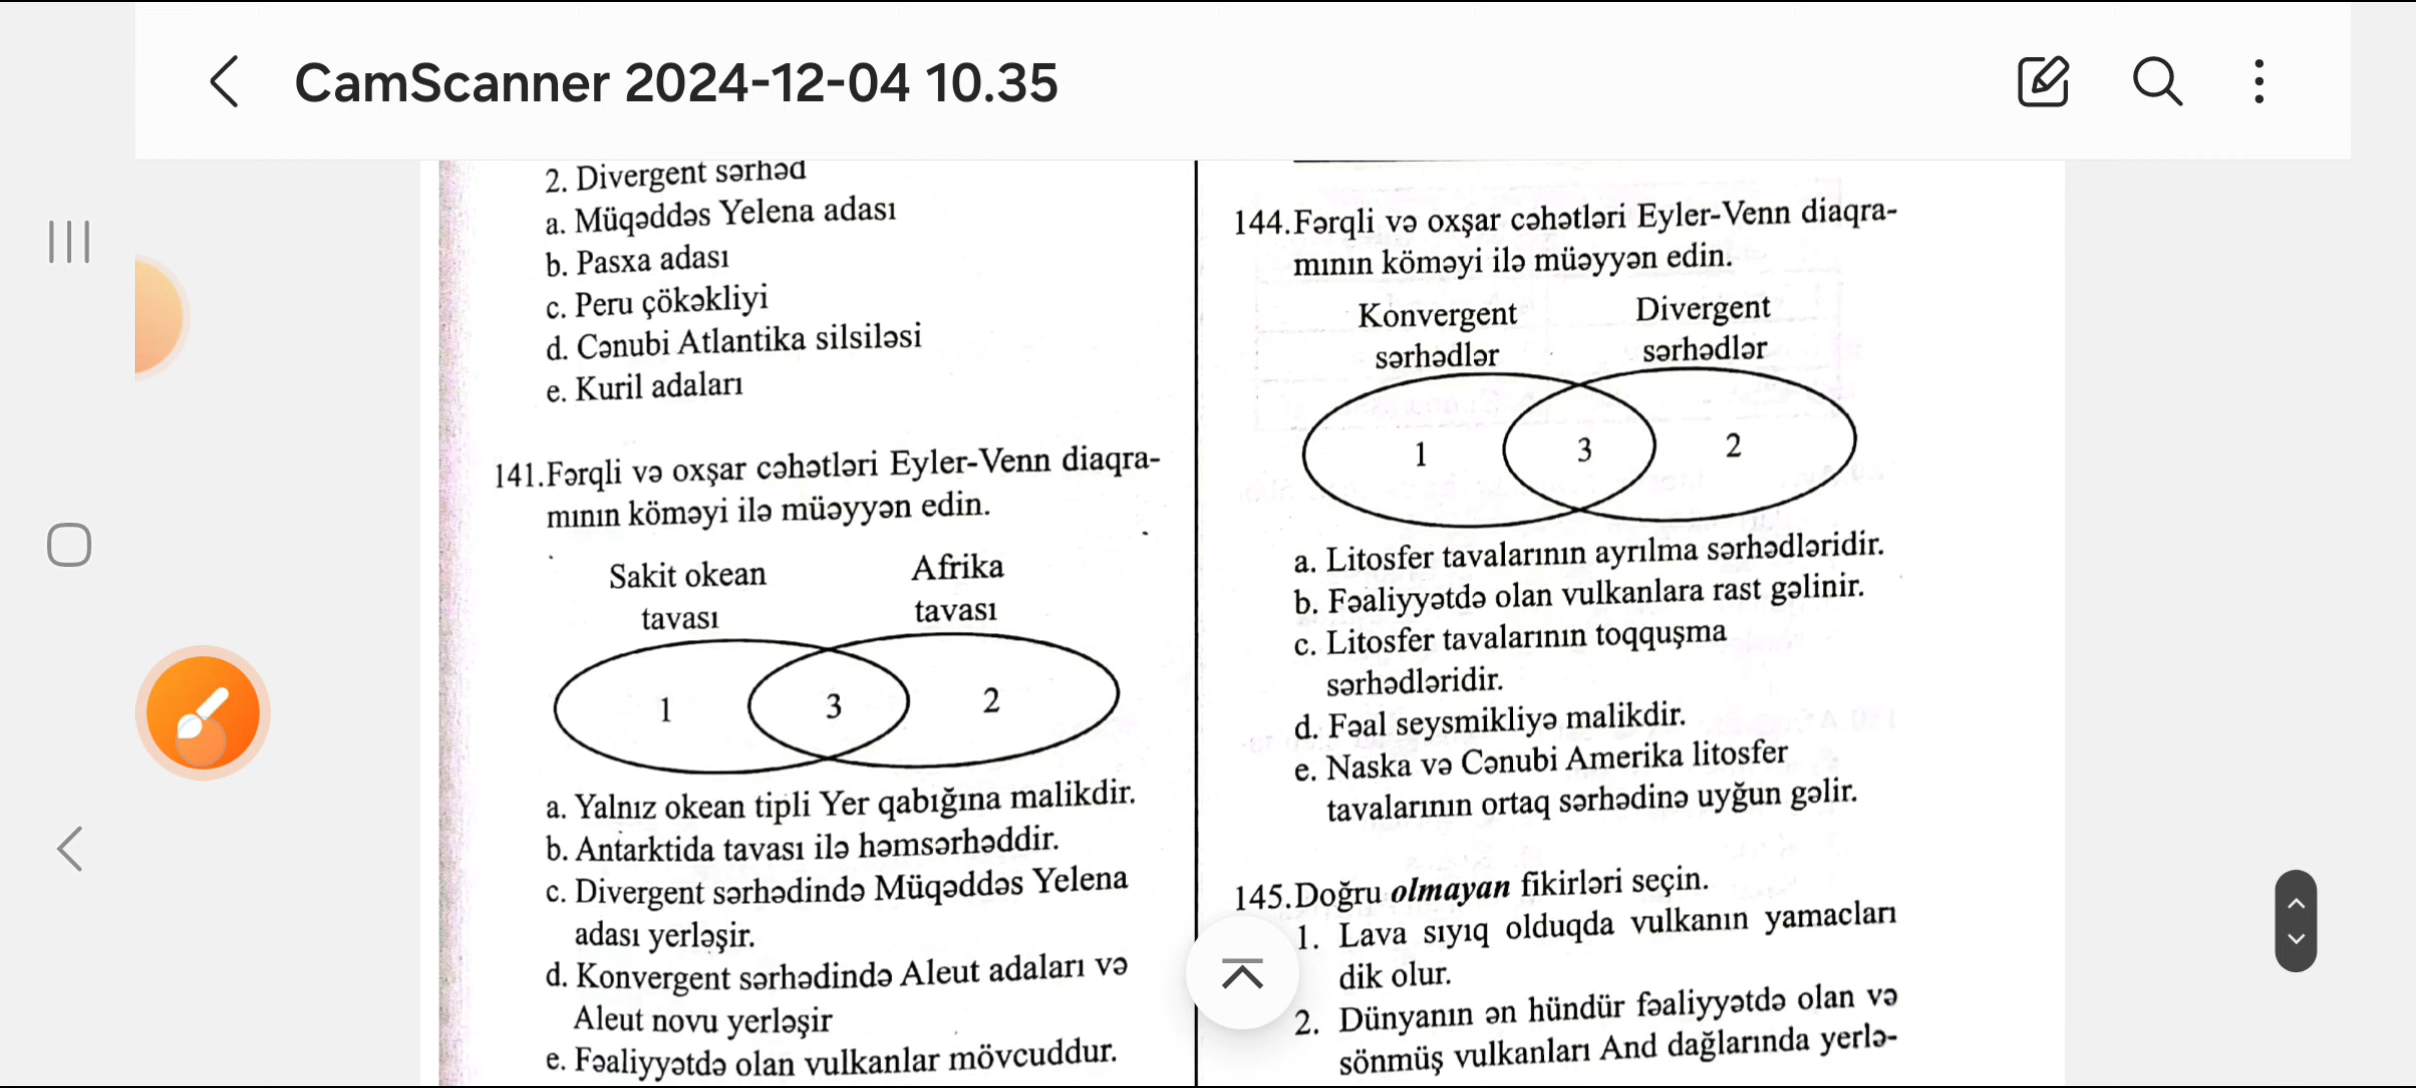 CamScanner 2024-12-04 10.35
2. Divergent sərhəd
a. Müqəddəs Yelena adası
b. Pasxa adası
c. Peru çökəkliyi
d. Cənubi Atlantika silsiləsi
e. Kuril adaları
141.Fərqli və oxşar cəhətləri Eyler-Venn diaqra-
mının köməyi ilə müəyyən edin.
Sakit okean
tavası
Afrika
tavası
1
3
2
a. Yalnız okean tipli Yer qabığına malikdir.
b. Antarktida tavası ilə həmsərhəddir.
c. Divergent sərhədində Müqəddəs Yelena
adası yerləşir.
d. Konvergent sərhədində Aleut adaları və
Aleut novu yerləşir
e. Fəaliyyətdə olan vulkanlar mövcuddur.
144.Fərqli və oxşar cəhətləri Eyler-Venn diaqra-
mının köməyi ilə müəyyən edin.
Konvergent
sərhədlər
Divergent
sərhədlər
1
3
2
a. Litosfer tavalarının ayrılma sərhədləridir.
b. Fəaliyyətdə olan vulkanlara rast gəlinir.
c. Litosfer tavalarının toqquşma
sərhədləridir.
d. Fəal seysmikliyə malikdir.
e. Naska və Cənubi Amerika litosfer
tavalarının ortaq sərhədinə uyğun gəlir.
145.Doğru olmayan fikirləri seçin.
1. Lava sıyıq olduqda vulkanın yamacları
dik olur.
2. Dünyanın ən hündür fəaliyyətdə olan və
sönmüş vulkanları And dağlarında yerlə-